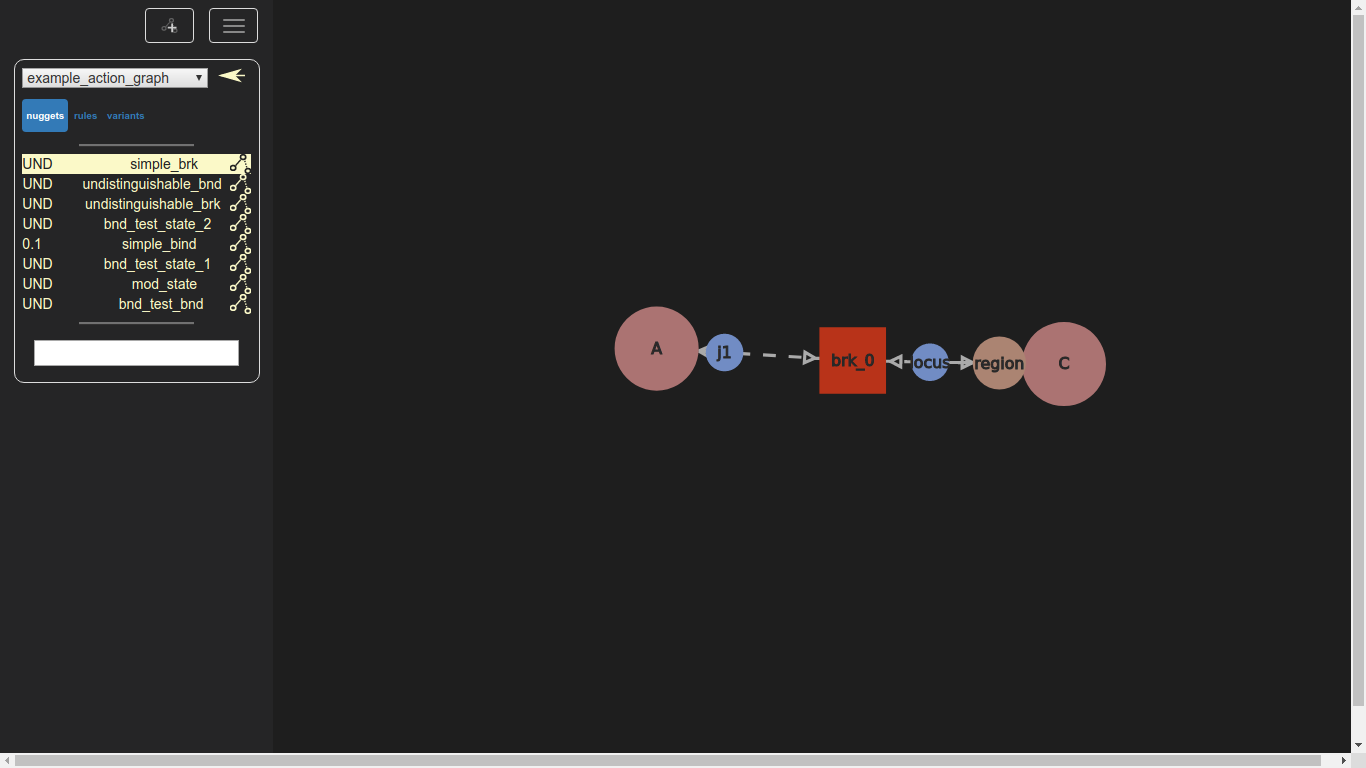 example_action_graph
nuggets rules variants
UND simple_brk
UND undistinguishable_bnd
UND undistinguishable_brk
UND bnd_test_state_2
0.1 simple_bind
UND bnd_test_state_1
UND mod_state
UND bnd_test_bnd
A J1 brk_0 ocus region C